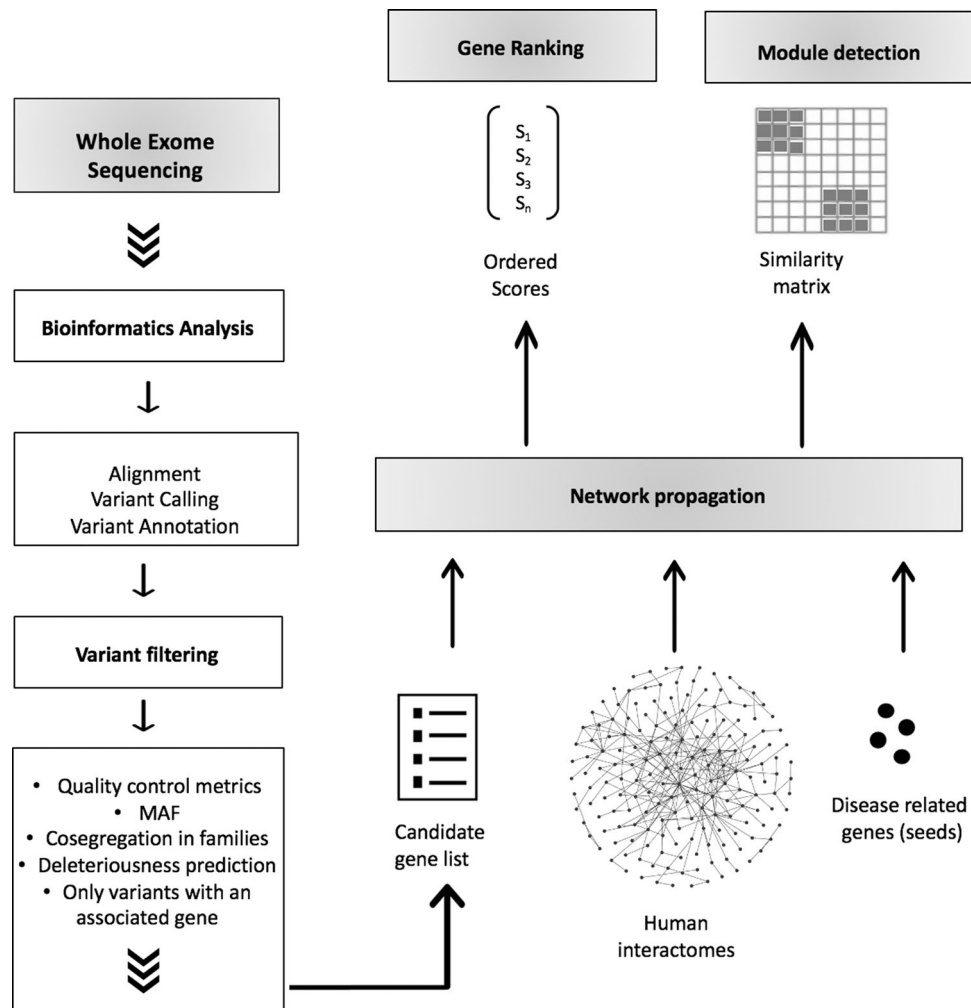 Whole Exome
Sequencing
Bioinformatics Analysis
Alignment
Variant Calling
Variant Annotation
Variant filtering
• Quality control metrics
• MAF
• Cosegregation in families
• Deleteriousness prediction
• Only variants with an
associated gene
Gene Ranking
S1
S2
S3
Sn
Ordered
Scores
Module detection
Similarity
matrix
Network propagation
Candidate
gene list
Human
interactomes
Disease related
genes (seeds)